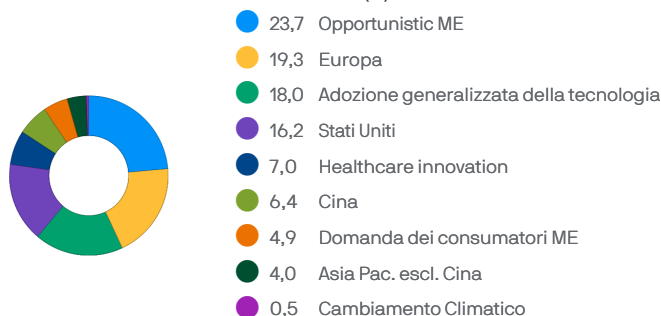 23,7 Opportunistic ME
19,3 Europa
18,0 Adozione generalizzata della tecnologia
16,2 Stati Uniti
7,0 Healthcare innovation
6,4 Cina
4,9 Domanda dei consumatori ME
4,0 Asia Pac. escl. Cina
0,5 Cambiamento Climatico